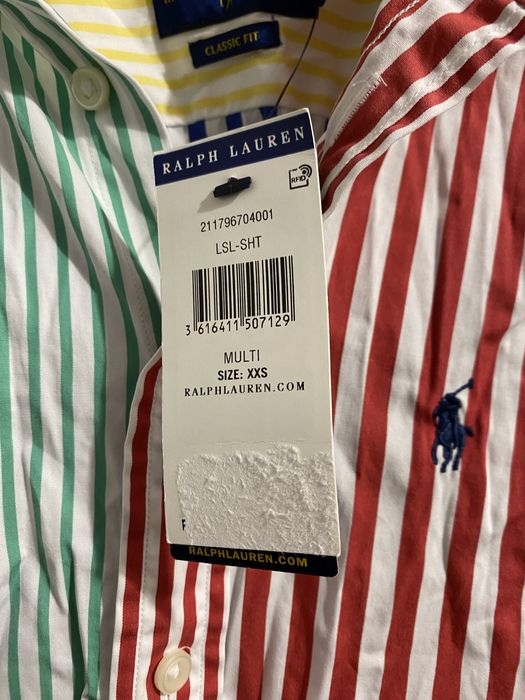 CLASSIC FIT
RALPH LAUREN
RFID
211796704001
LSL-SHT
3 616411 507129
MULTI
SIZE: XXS
RALPHLAUREN.COM
RALPHLAUREN.COM